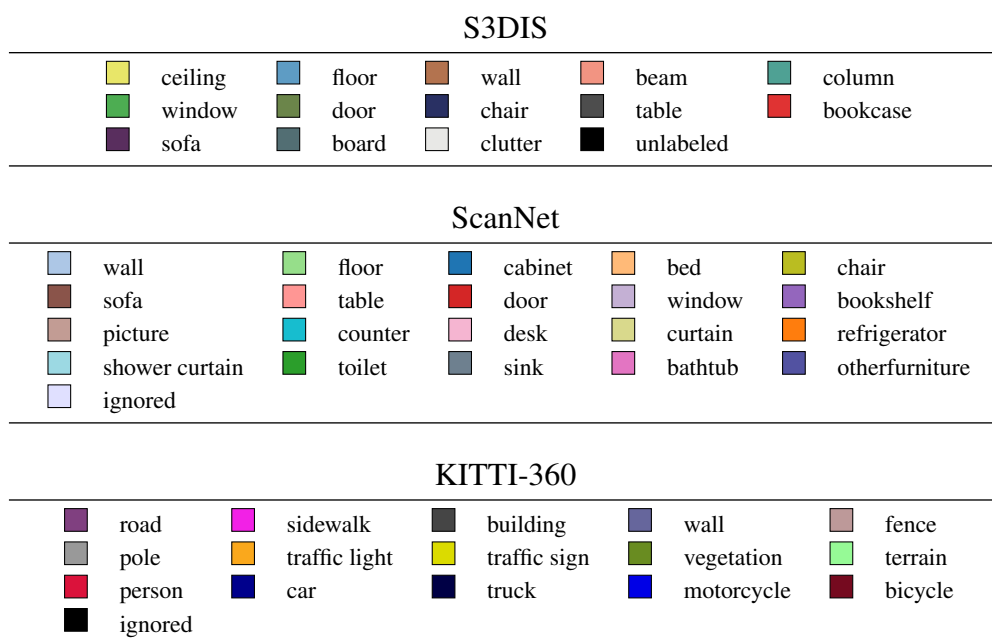 S3DIS
ceiling floor wall beam column
window door chair table bookcase
sofa board clutter unlabeled
ScanNet
wall floor cabinet bed chair
sofa table door window bookshelf
picture counter desk curtain refrigerator
shower curtain toilet sink bathtub otherfurniture
ignored
KITTI-360
road sidewalk building wall fence
pole traffic light traffic sign vegetation terrain
person car truck motorcycle bicycle
ignored